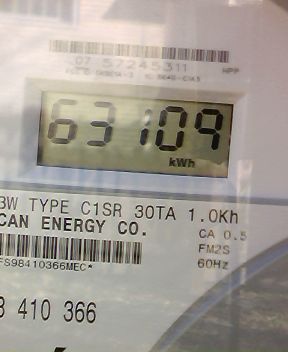 07 57245311
HPP
63109
kWh
3W TYPE C1SR 30TA 1.0Kh
CAN ENERGY CO.
CA 0.5
FM2S
FS98410366MEC*
60Hz
3 410 366